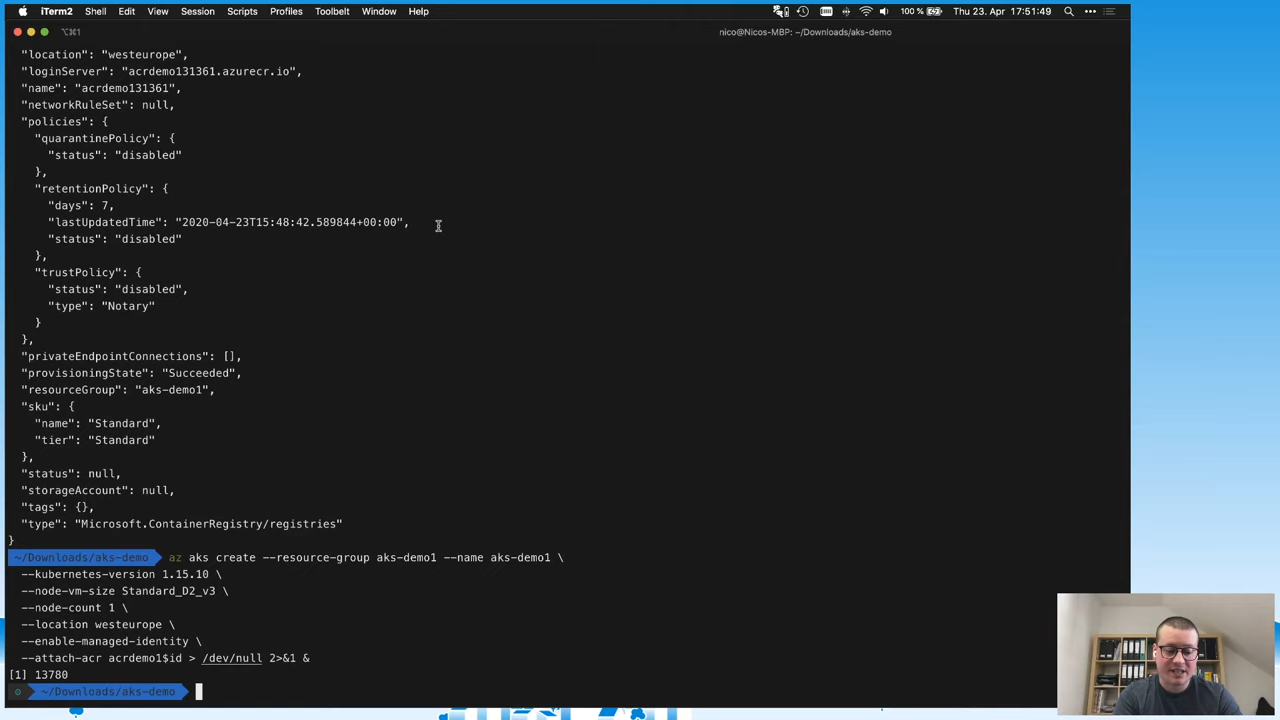 iTerm2 Shell Edit View Session Scripts Profiles Toolbelt Window Help 100 % Thu 23. Apr 17:51:49
⌥⌘1 nico@Nicos-MBP: ~/Downloads/aks-demo
"location": "westeurope",
"loginServer": "acrdemo131361.azurecr.io",
"name": "acrdemo131361",
"networkRuleSet": null,
"policies": {
"quarantinePolicy": {
"status": "disabled"
},
"retentionPolicy": {
"days": 7,
"lastUpdatedTime": "2020-04-23T15:48:42.589844+00:00",
"status": "disabled"
},
"trustPolicy": {
"status": "disabled",
"type": "Notary"
}
},
"privateEndpointConnections": [],
"provisioningState": "Succeeded",
"resourceGroup": "aks-demo1",
"sku": {
"name": "Standard",
"tier": "Standard"
},
"status": null,
"storageAccount": null,
"tags": {},
"type": "Microsoft.ContainerRegistry/registries"
}
~/Downloads/aks-demo az aks create --resource-group aks-demo1 --name aks-demo1 \
--kubernetes-version 1.15.10 \
--node-vm-size Standard_D2_v3 \
--node-count 1 \
--location westeurope \
--enable-managed-identity \
--attach-acr acrdemo1$id > /dev/null 2>&1 &
[1] 13780
~/Downloads/aks-demo